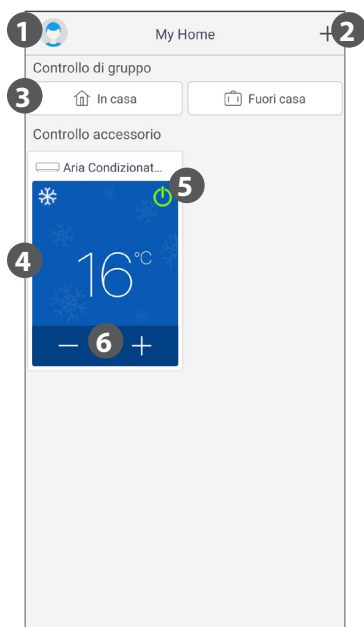 1 My Home + 2
Controllo di gruppo
3 In casa Fuori casa
Controllo accessorio
Aria Condizionat...
5
4 16°C
− 6 +